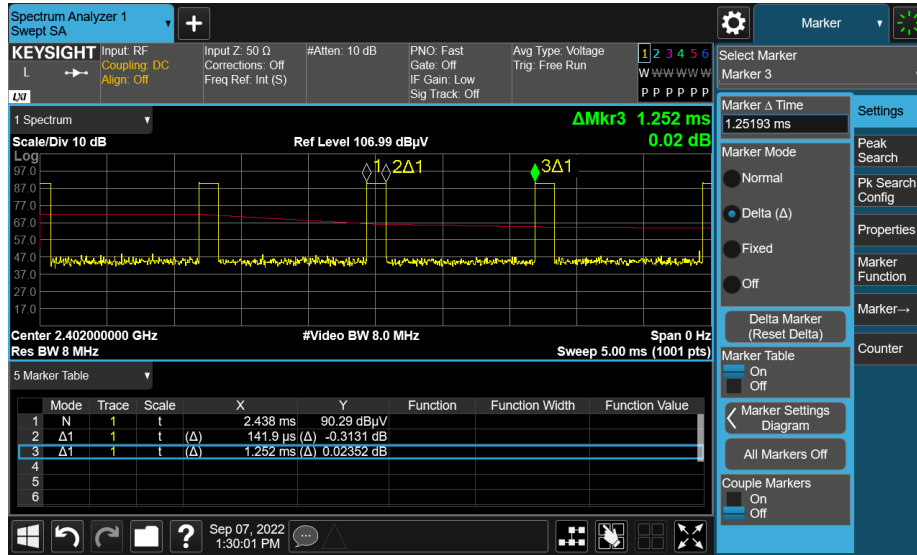 Spectrum Analyzer 1
Swept SA
Marker
KEYSIGHT
L
LXI
Input: RF
Coupling: DC
Align: Off
Input Z: 50 Ω
Corrections: Off
Freq Ref: Int (S)
#Atten: 10 dB
PNO: Fast
Gate: Off
IF Gain: Low
Sig Track: Off
Avg Type: Voltage
Trig: Free Run
1 2 3 4 5 6
W W W W W W
P P P P P P
Select Marker
Marker 3
1 Spectrum
ΔMkr3 1.252 ms
0.02 dB
Scale/Div 10 dB
Ref Level 106.99 dBµV
Log
97.0
87.0
77.0
67.0
57.0
47.0
37.0
27.0
17.0
1
2Δ1
3Δ1
Center 2.402000000 GHz
#Video BW 8.0 MHz
Span 0 Hz
Res BW 8 MHz
Sweep 5.00 ms (1001 pts)
5 Marker Table
Mode Trace Scale X Y Function Function Width Function Value
1 N 1 t 2.438 ms 90.29 dBµV
2 Δ1 1 t (Δ) 141.9 µs (Δ) -0.3131 dB
3 Δ1 1 t (Δ) 1.252 ms (Δ) 0.02352 dB
4
5
6
Marker Δ Time
1.25193 ms
Marker Mode
Normal
Delta (Δ)
Fixed
Off
Delta Marker
(Reset Delta)
Marker Table
On
Off
Marker Settings
Diagram
All Markers Off
Couple Markers
On
Off
Settings
Peak
Search
Pk Search
Config
Properties
Marker
Function
Marker→
Counter
?
Sep 07, 2022
1:30:01 PM